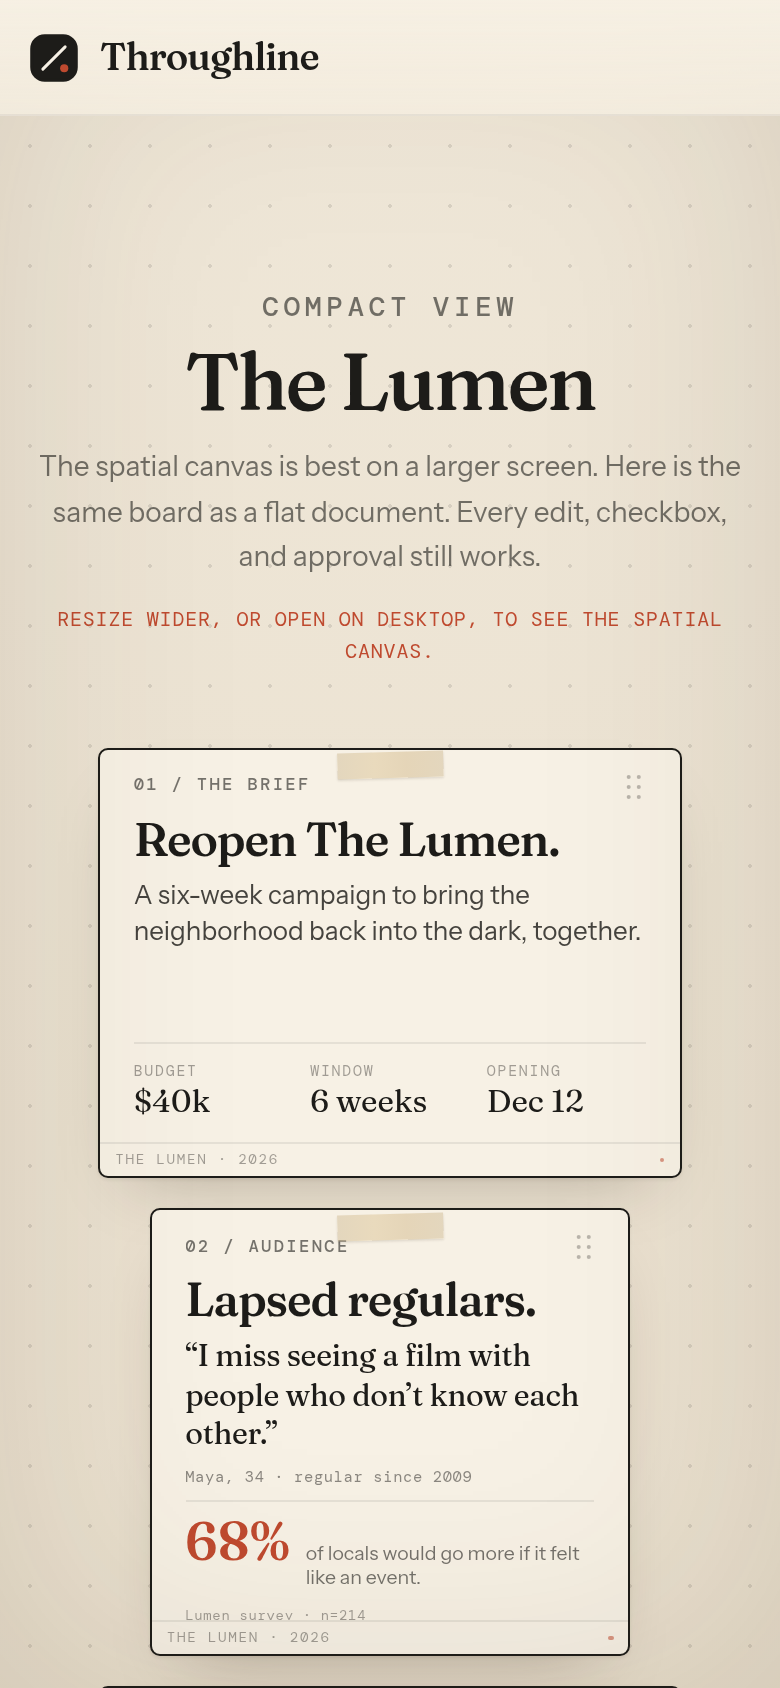 Throughline
COMPACT VIEW
The Lumen
The spatial canvas is best on a larger screen. Here is the
same board as a flat document. Every edit, checkbox,
and approval still works.
RESIZE WIDER, OR OPEN ON DESKTOP, TO SEE THE SPATIAL
CANVAS.
01 / THE BRIEF
Reopen The Lumen.
A six-week campaign to bring the
neighborhood back into the dark, together.
BUDGET WINDOW OPENING
$40k 6 weeks Dec 12
THE LUMEN · 2026
02 / AUDIENCE
Lapsed regulars.
“I miss seeing a film with
people who don’t know each
other.”
Maya, 34 · regular since 2009
68% of locals would go more if it felt
like an event.
Lumen survey · n=214
THE LUMEN · 2026